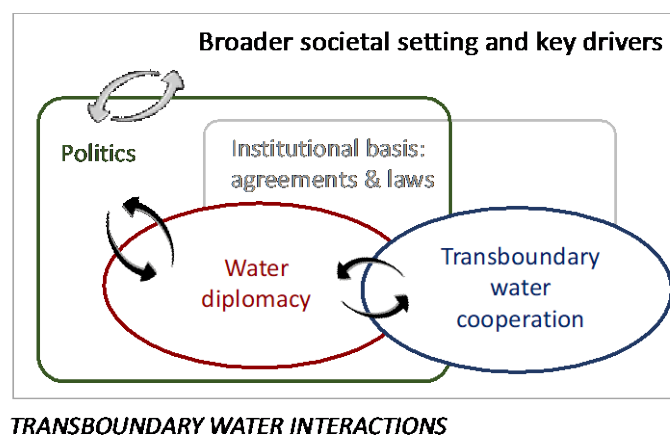 Broader societal setting and key drivers
Politics
Institutional basis:
agreements & laws
Water
diplomacy
Transboundary
water
cooperation
TRANSBOUNDARY WATER INTERACTIONS